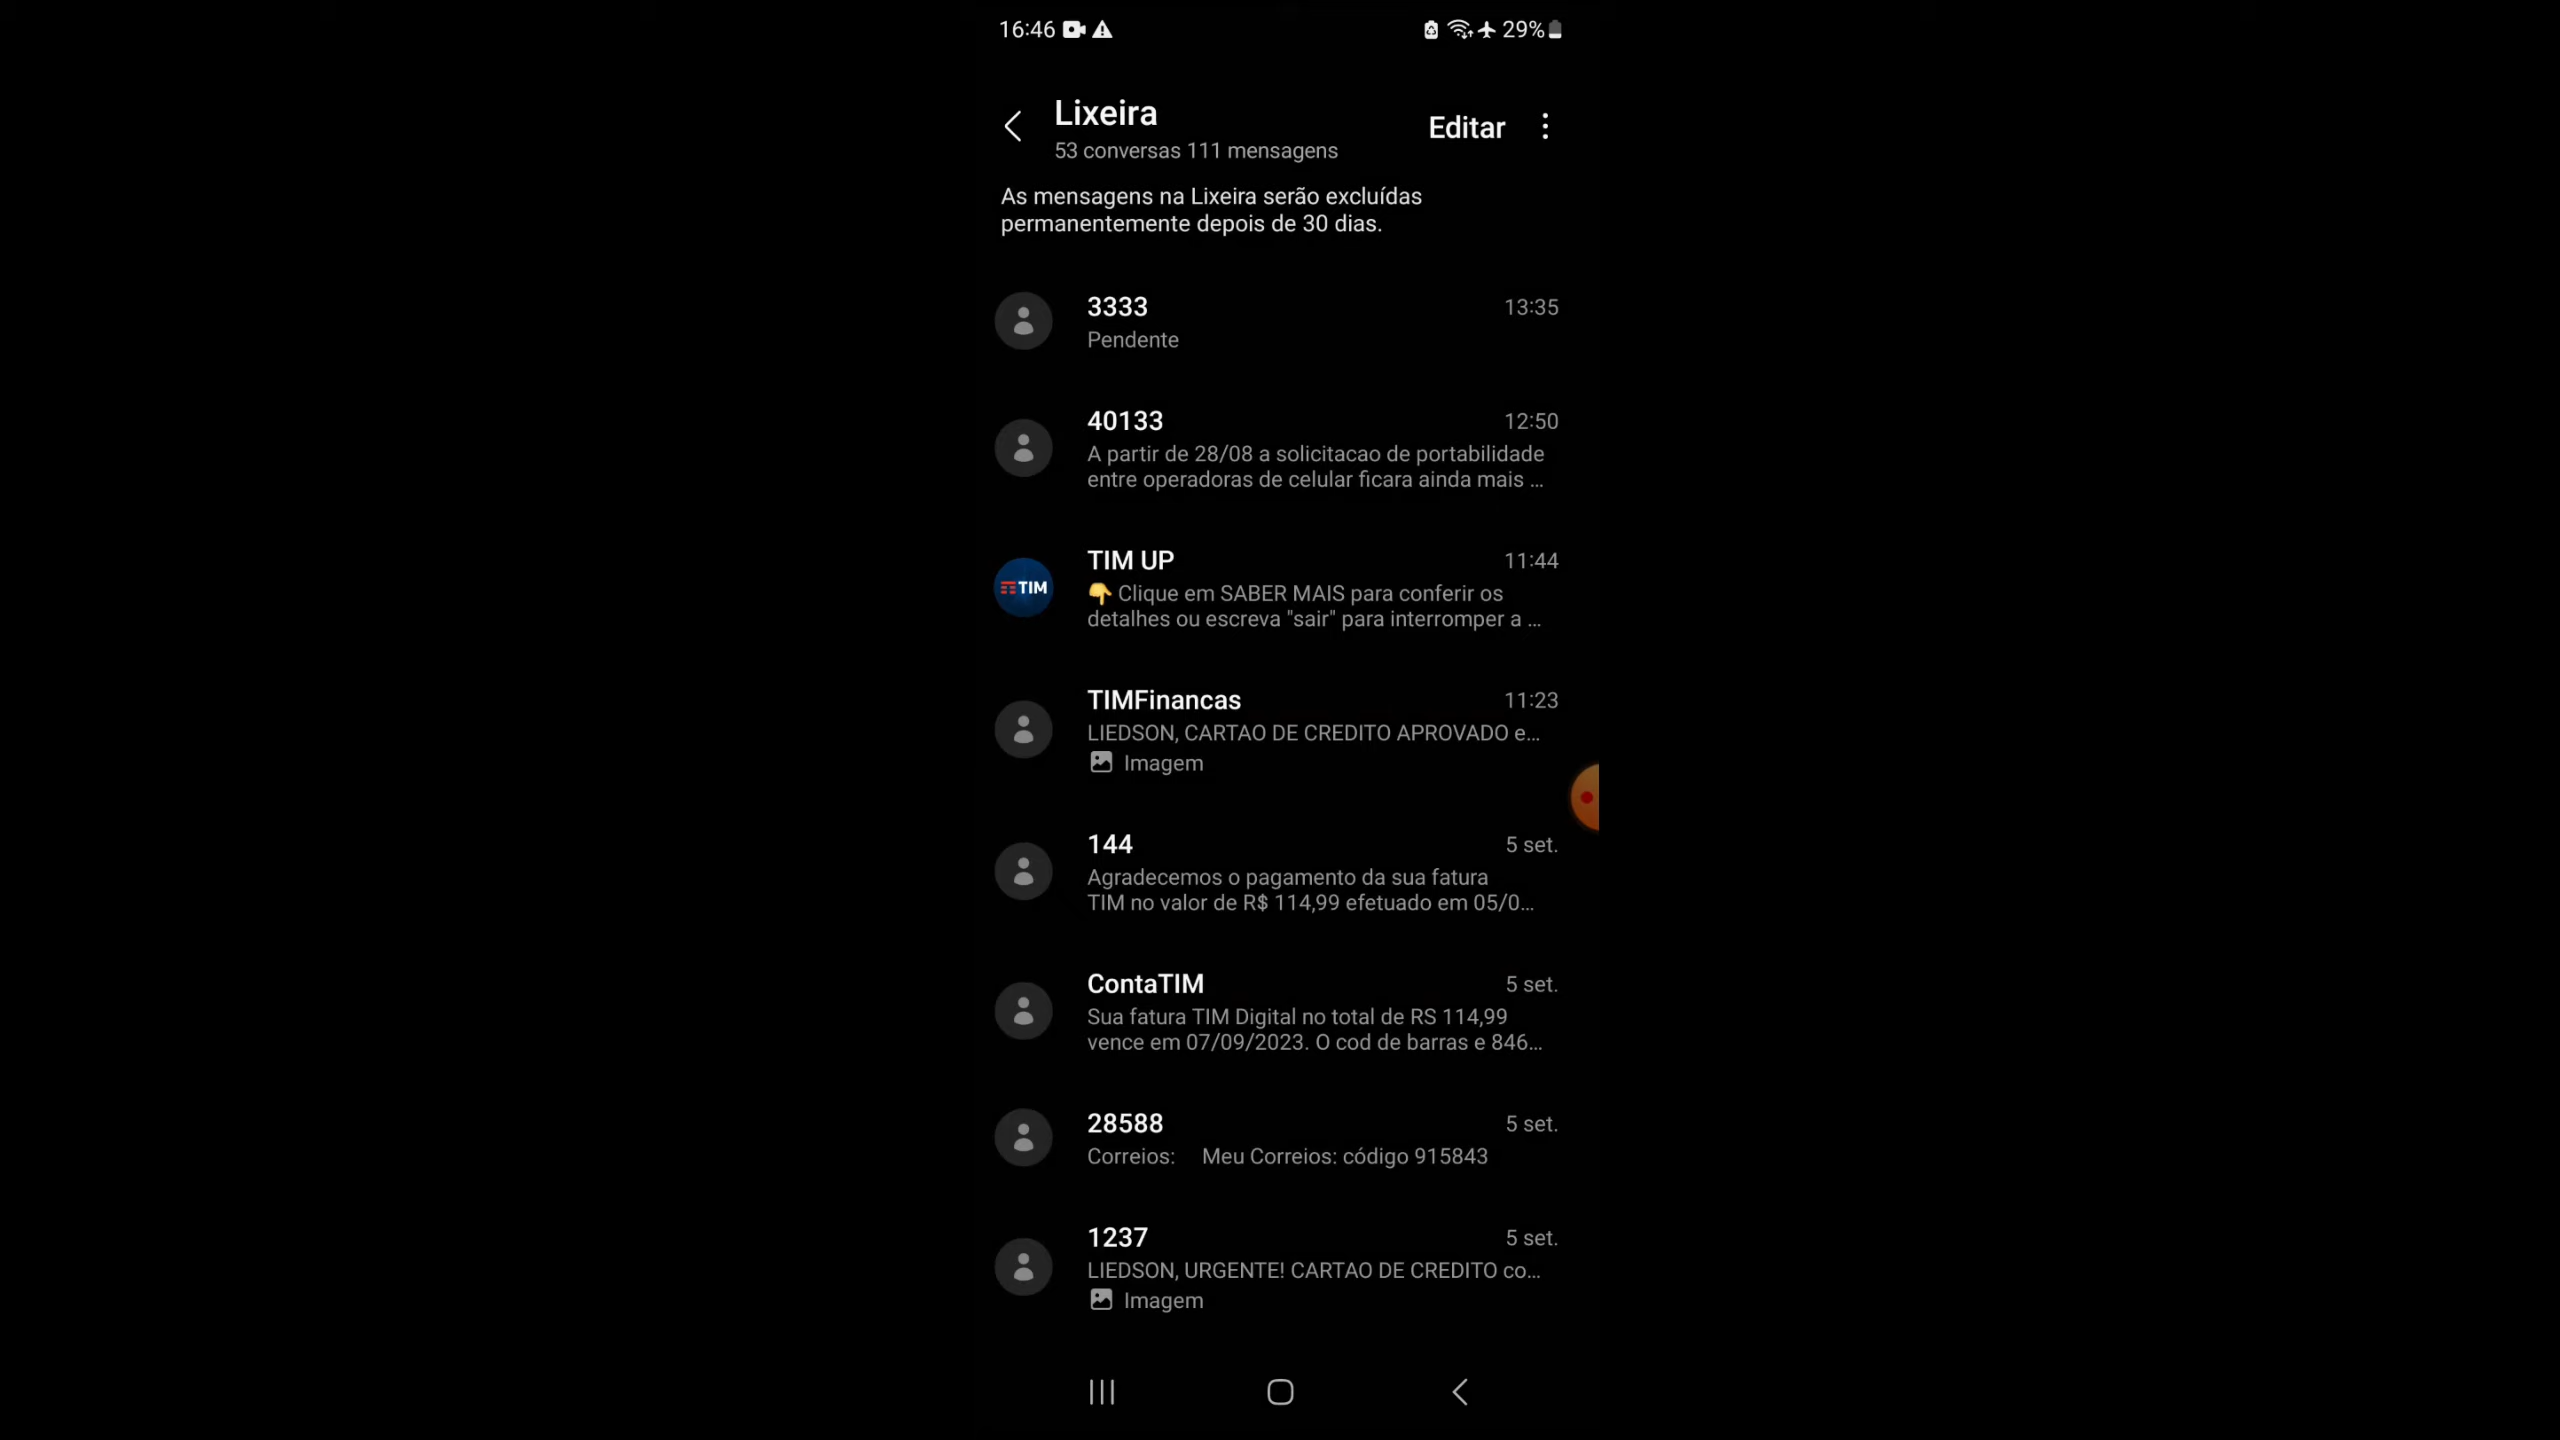 16:46 29%
Lixeira
53 conversas 111 mensagens
Editar
As mensagens na Lixeira serão excluídas
permanentemente depois de 30 dias.
3333 13:35
Pendente
40133 12:50
A partir de 28/08 a solicitacao de portabilidade
entre operadoras de celular ficara ainda mais ...
TIM
TIM UP 11:44
👇 Clique em SABER MAIS para conferir os
detalhes ou escreva "sair" para interromper a ...
TIMFinancas 11:23
LIEDSON, CARTAO DE CREDITO APROVADO e...
Imagem
144 5 set.
Agradecemos o pagamento da sua fatura
TIM no valor de R$ 114,99 efetuado em 05/0...
ContaTIM 5 set.
Sua fatura TIM Digital no total de RS 114,99
vence em 07/09/2023. O cod de barras e 846...
28588 5 set.
Correios: Meu Correios: código 915843
1237 5 set.
LIEDSON, URGENTE! CARTAO DE CREDITO co...
Imagem